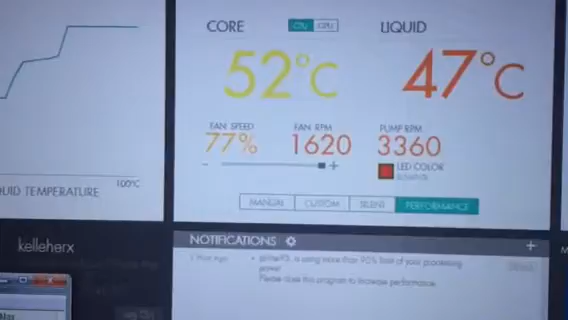 CORE
CPU
GPU
LIQUID
52°C
47°C
FAN SPEED
FAN RPM
PUMP RPM
77%
1620
3360
- +
LED COLOR
100°C
UID TEMPERATURE
MANUAL
CUSTOM
SILENT
PERFORMANCE
kelleherx
NOTIFICATIONS
+
is using more than 90% total of your processing
power
Please close this program to increase performance.